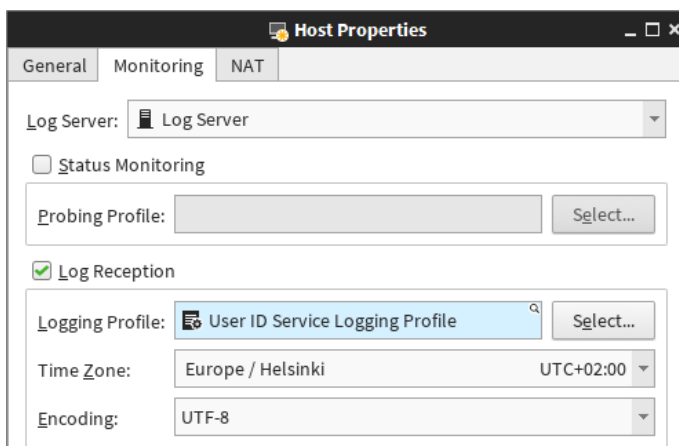 Host Properties
General Monitoring NAT
Log Server: Log Server
Status Monitoring
Probing Profile: Select...
Log Reception
Logging Profile: User ID Service Logging Profile Select...
Time Zone: Europe / Helsinki UTC+02:00
Encoding: UTF-8